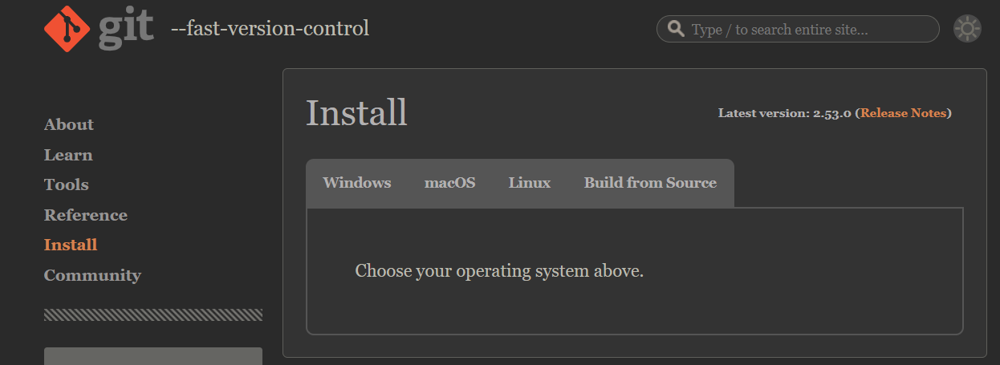 git --fast-version-control
Type / to search entire site...
About
Learn
Tools
Reference
Install
Community
Install
Latest version: 2.53.0 (Release Notes)
Windows macOS Linux Build from Source
Choose your operating system above.